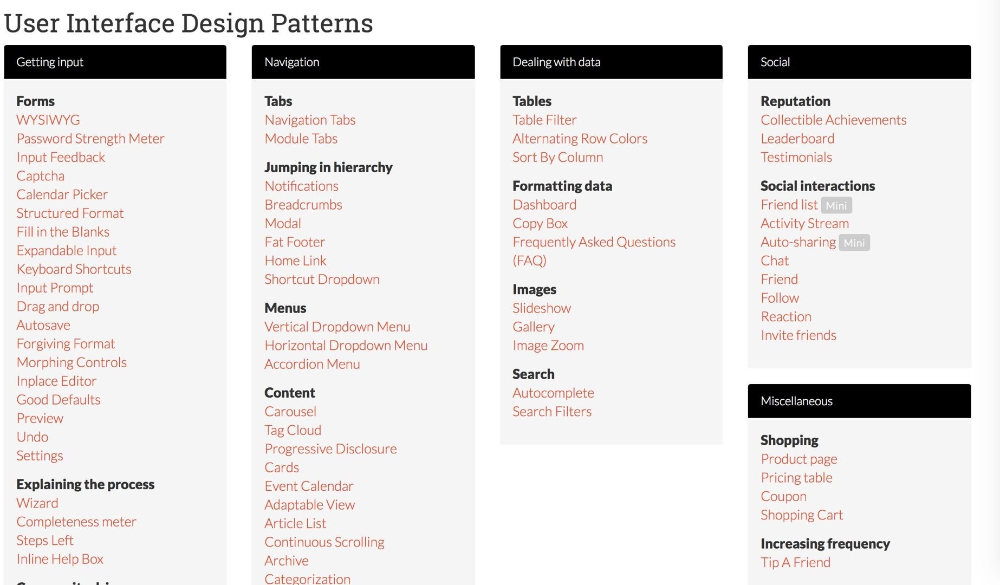 User Interface Design Patterns
Getting input
Forms
WYSIWYG
Password Strength Meter
Input Feedback
Captcha
Calendar Picker
Structured Format
Fill in the Blanks
Expandable Input
Keyboard Shortcuts
Input Prompt
Drag and drop
Autosave
Forgiving Format
Morphing Controls
Inplace Editor
Good Defaults
Preview
Undo
Settings
Explaining the process
Wizard
Completeness meter
Steps Left
Inline Help Box
Navigation
Tabs
Navigation Tabs
Module Tabs
Jumping in hierarchy
Notifications
Breadcrumbs
Modal
Fat Footer
Home Link
Shortcut Dropdown
Menus
Vertical Dropdown Menu
Horizontal Dropdown Menu
Accordion Menu
Content
Carousel
Tag Cloud
Progressive Disclosure
Cards
Event Calendar
Adaptable View
Article List
Continuous Scrolling
Archive
Categorization
Dealing with data
Tables
Table Filter
Alternating Row Colors
Sort By Column
Formatting data
Dashboard
Copy Box
Frequently Asked Questions
(FAQ)
Images
Slideshow
Gallery
Image Zoom
Search
Autocomplete
Search Filters
Social
Reputation
Collectible Achievements
Leaderboard
Testimonials
Social interactions
Friend list Mini
Activity Stream
Auto-sharing Mini
Chat
Friend
Follow
Reaction
Invite friends
Miscellaneous
Shopping
Product page
Pricing table
Coupon
Shopping Cart
Increasing frequency
Tip A Friend